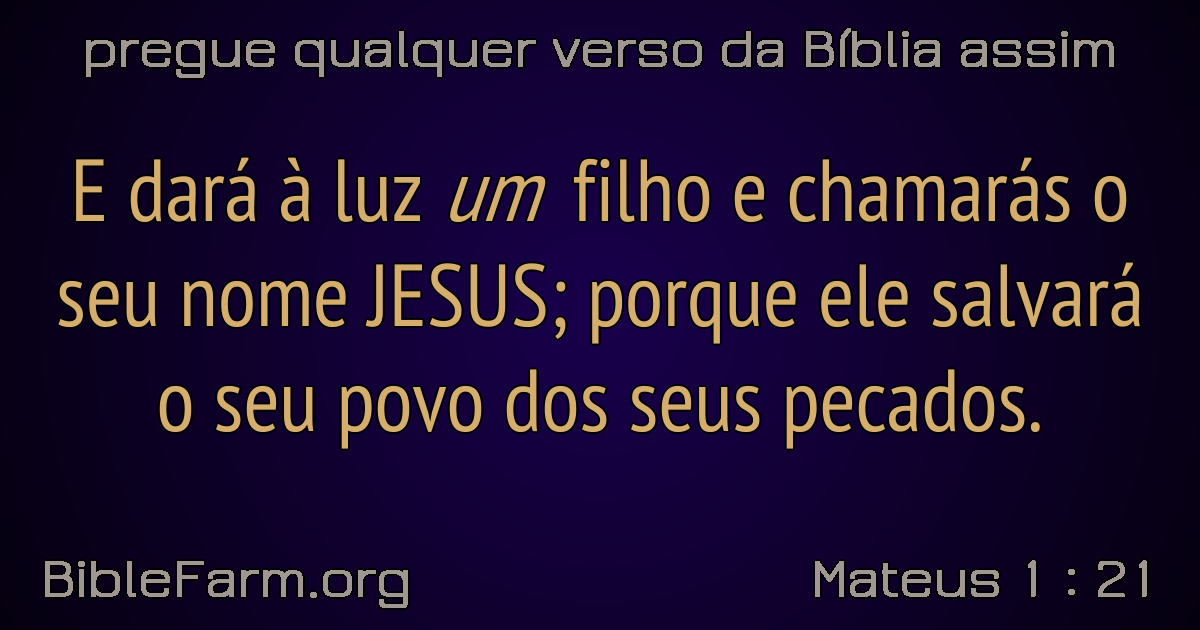 pregue qualquer verso da Bíblia assim
E dará à luz um filho e chamarás o
seu nome JESUS; porque ele salvará
o seu povo dos seus pecados.
BibleFarm.org
Mateus 1 : 21